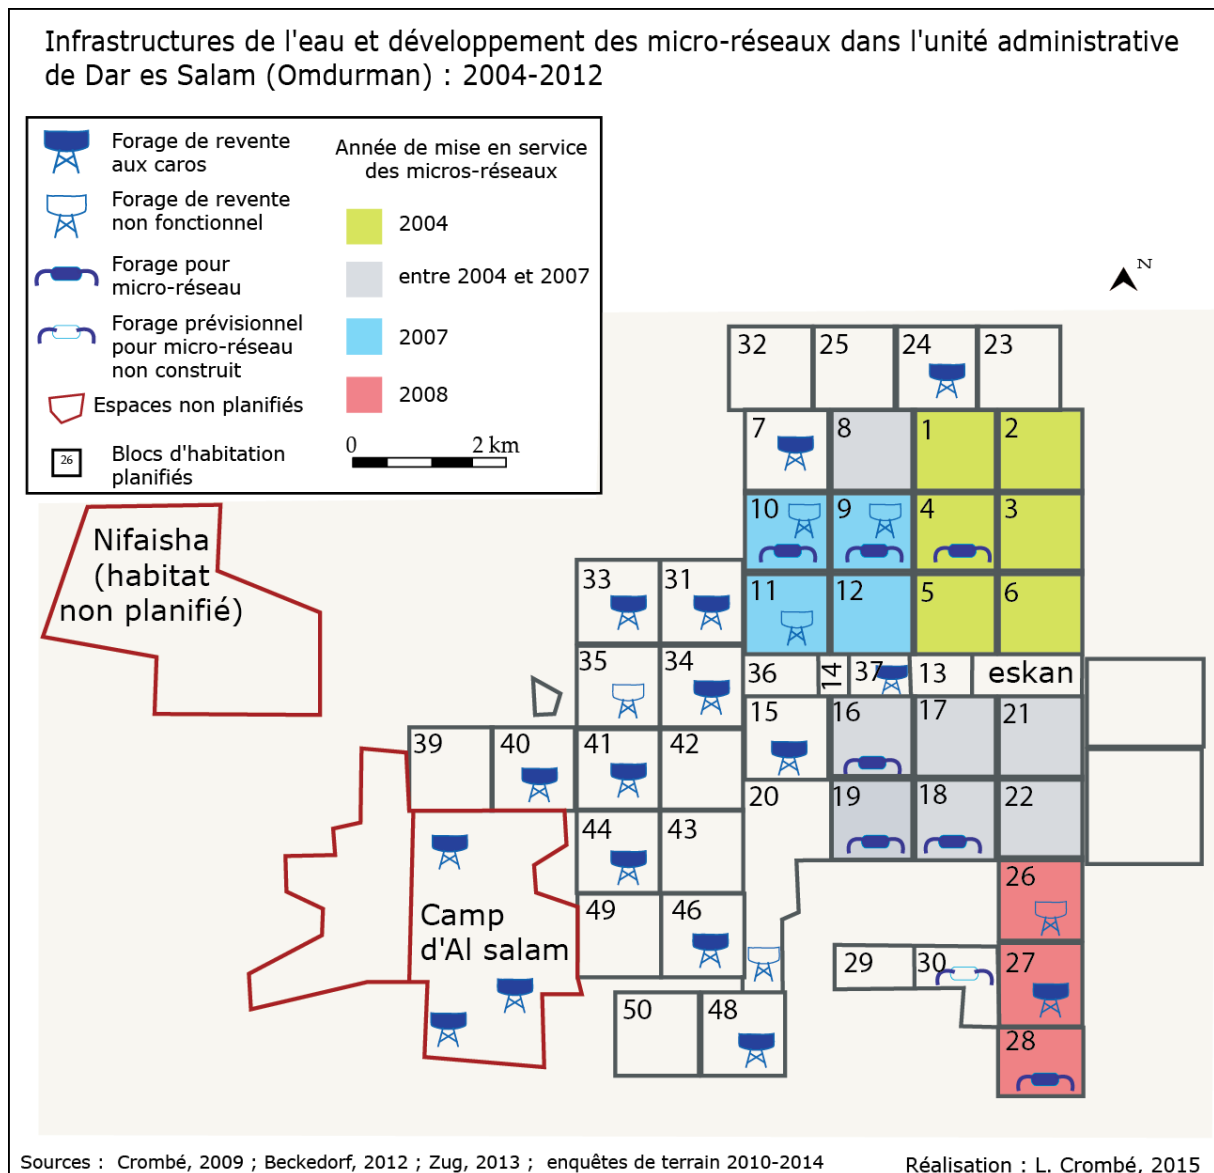 Infrastructures de l'eau et développement des micro-réseaux dans l'unité administrative
de Dar es Salam (Omdurman) : 2004-2012
Forage de revente
aux caros
Forage de revente
non fonctionnel
Forage pour
micro-réseau
Forage prévisionnel
pour micro-réseau
non construit
Espaces non planifiés
26
Blocs d'habitation
planifiés
Année de mise en service
des micros-réseaux
2004
entre 2004 et 2007
2007
2008
0 2 km
N
32 25 24 23
7 8 1 2
10 9 4 3
11 12 5 6
33 31
35 34
36 14 37 13 eskan
15 16 17 21
39 40 41 42
20 19 18 22
44 43
49 46
26
29 30 27
50 48
28
Nifaisha
(habitat
non planifié)
Camp
d'Al salam
Sources : Crombé, 2009 ; Beckedorf, 2012 ; Zug, 2013 ; enquêtes de terrain 2010-2014
Réalisation : L. Crombé, 2015